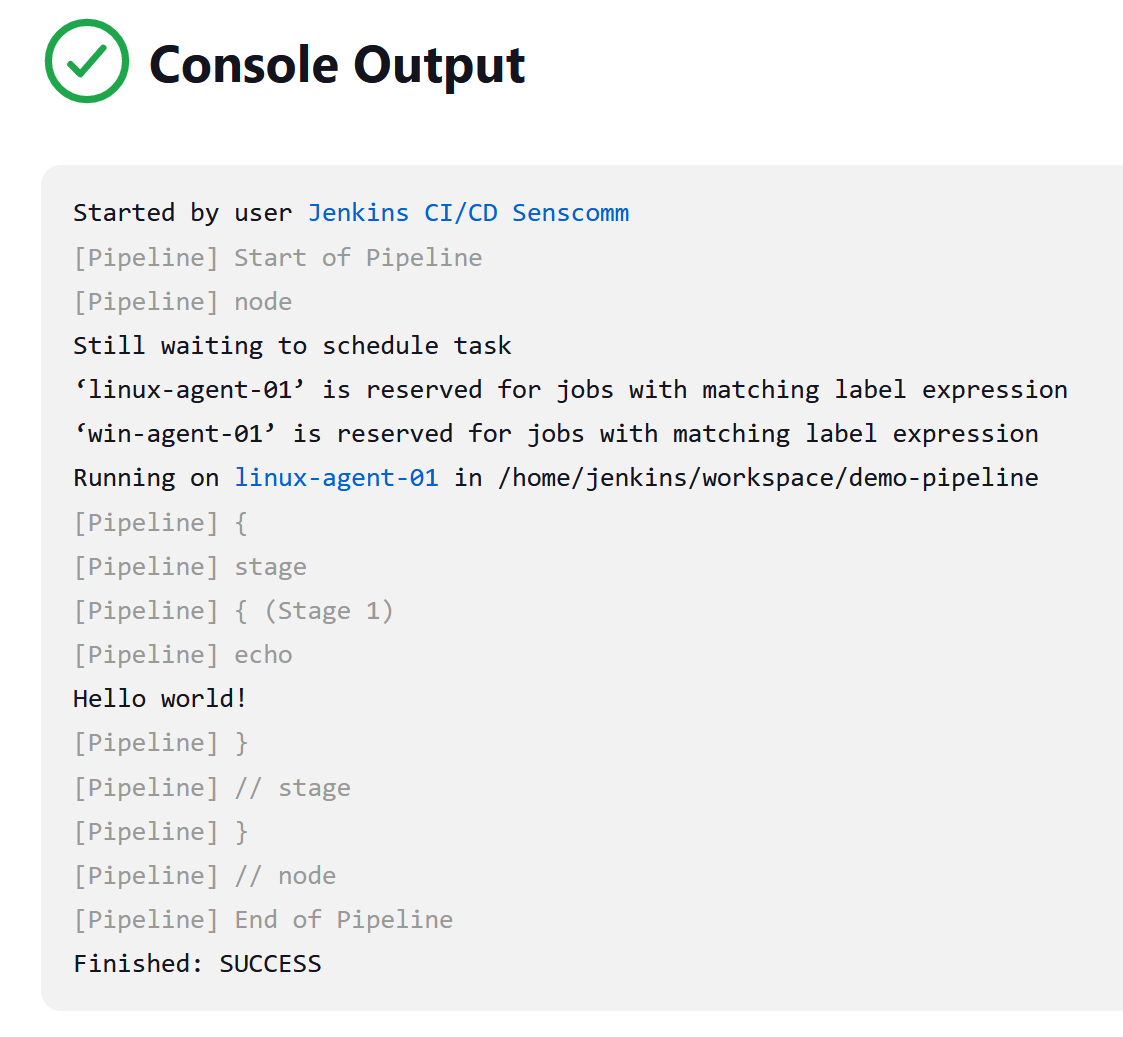 Console Output
Started by user Jenkins CI/CD Senscomm
[Pipeline] Start of Pipeline
[Pipeline] node
Still waiting to schedule task
‘linux-agent-01’ is reserved for jobs with matching label expression
‘win-agent-01’ is reserved for jobs with matching label expression
Running on linux-agent-01 in /home/jenkins/workspace/demo-pipeline
[Pipeline] {
[Pipeline] stage
[Pipeline] { (Stage 1)
[Pipeline] echo
Hello world!
[Pipeline] }
[Pipeline] // stage
[Pipeline] }
[Pipeline] // node
[Pipeline] End of Pipeline
Finished: SUCCESS